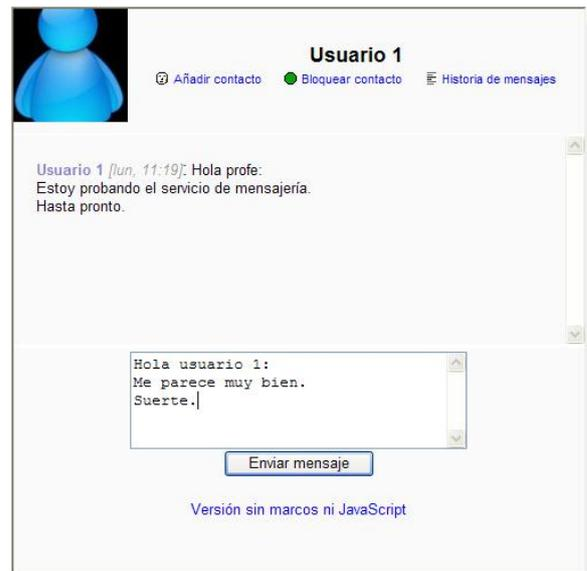 Usuario 1
Añadir contacto Bloquear contacto Historia de mensajes
Usuario 1 [lun, 11:19]: Hola profe:
Estoy probando el servicio de mensajería.
Hasta pronto.
Hola usuario 1:
Me parece muy bien.
Suerte.
Enviar mensaje
Versión sin marcos ni JavaScript